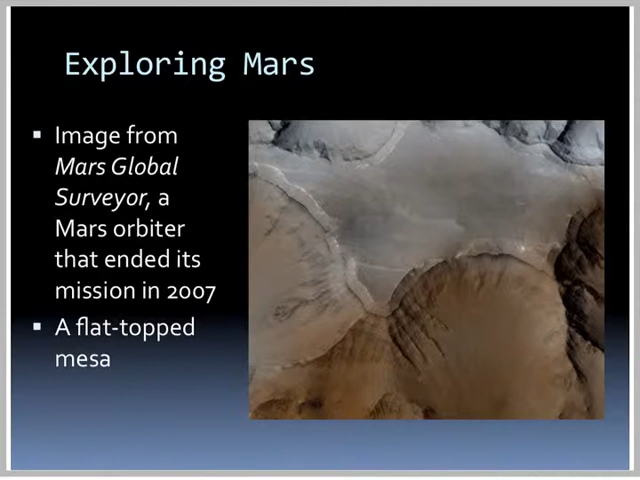 Exploring Mars
▪ Image from
Mars Global
Surveyor, a
Mars orbiter
that ended its
mission in 2007
▪ A flat-topped
mesa